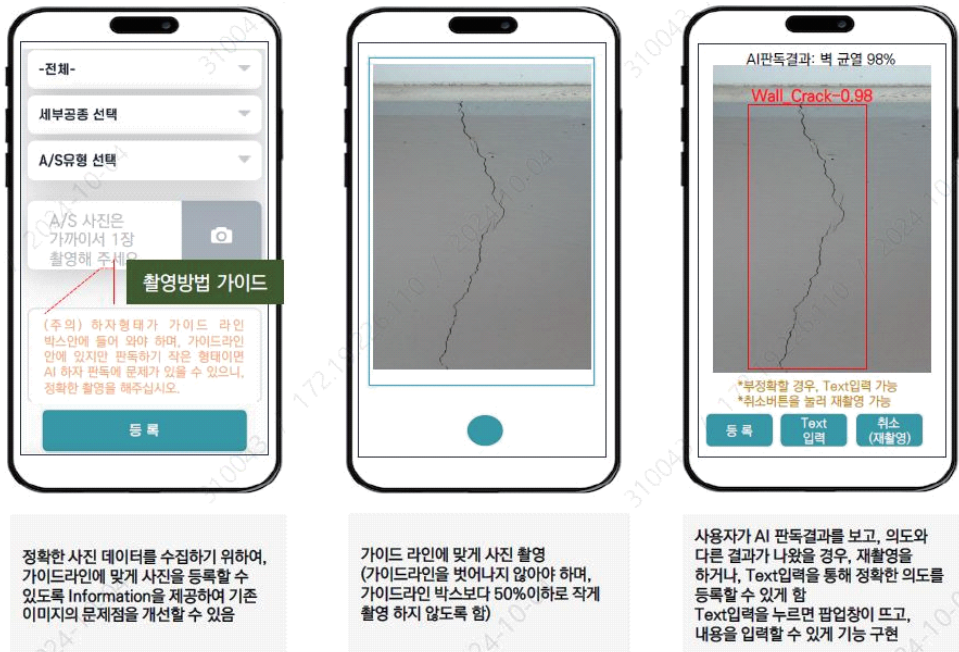 -전체-
세부공종 선택
A/S유형 선택
A/S 사진은
가까이서 1장
촬영해 주세요
촬영방법 가이드
(주의) 하자형태가 가이드 라인
박스안에 들어 와야 하며, 가이드라인
안에 있지만 판독하기 작은 형태이면
AI 하자 판독에 문제가 있을 수 있으니,
정확한 촬영을 해주십시오.
등 록
정확한 사진 데이터를 수집하기 위하여,
가이드라인에 맞게 사진을 등록할 수
있도록 Information을 제공하여 기존
이미지의 문제점을 개선할 수 있음
가이드 라인에 맞게 사진 촬영
(가이드라인을 벗어나지 않아야 하며,
가이드라인 박스보다 50%이하로 작게
촬영 하지 않도록 함)
AI판독결과: 벽 균열 98%
Wall_Crack-0.98
*부정확할 경우, Text입력 가능
*취소버튼을 눌러 재촬영 가능
등 록
Text
입력
취소
(재촬영)
사용자가 AI 판독결과를 보고, 의도와
다른 결과가 나왔을 경우, 재촬영을
하거나, Text입력을 통해 정확한 의도를
등록할 수 있게 함
Text입력을 누르면 팝업창이 뜨고,
내용을 입력할 수 있게 기능 구현